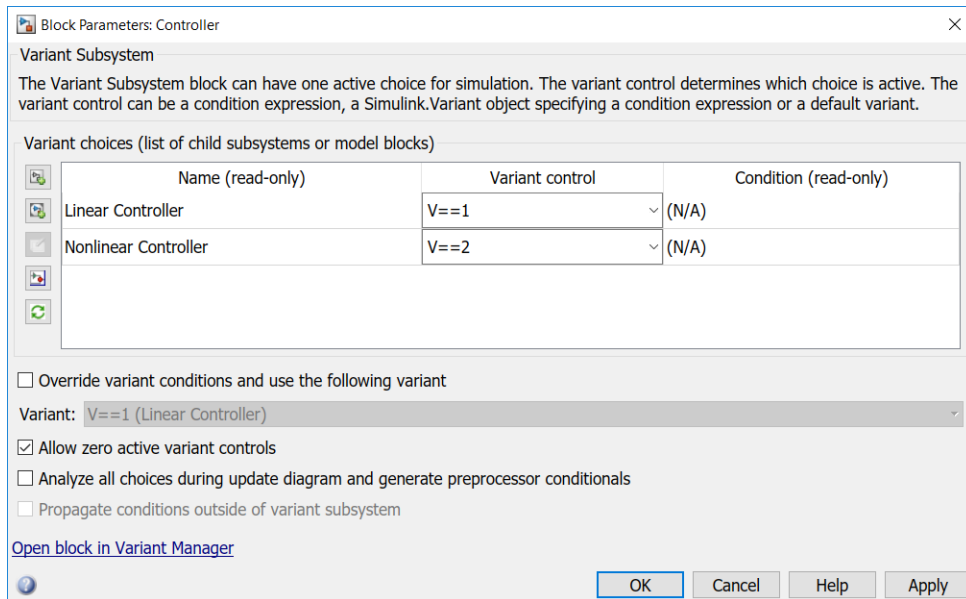 Block Parameters: Controller
Variant Subsystem
The Variant Subsystem block can have one active choice for simulation. The variant control determines which choice is active. The
variant control can be a condition expression, a Simulink.Variant object specifying a condition expression or a default variant.
Variant choices (list of child subsystems or model blocks)
Name (read-only) Variant control Condition (read-only)
Linear Controller V==1 (N/A)
Nonlinear Controller V==2 (N/A)
Override variant conditions and use the following variant
Variant: V==1 (Linear Controller)
Allow zero active variant controls
Analyze all choices during update diagram and generate preprocessor conditionals
Propagate conditions outside of variant subsystem
Open block in Variant Manager
OK Cancel Help Apply